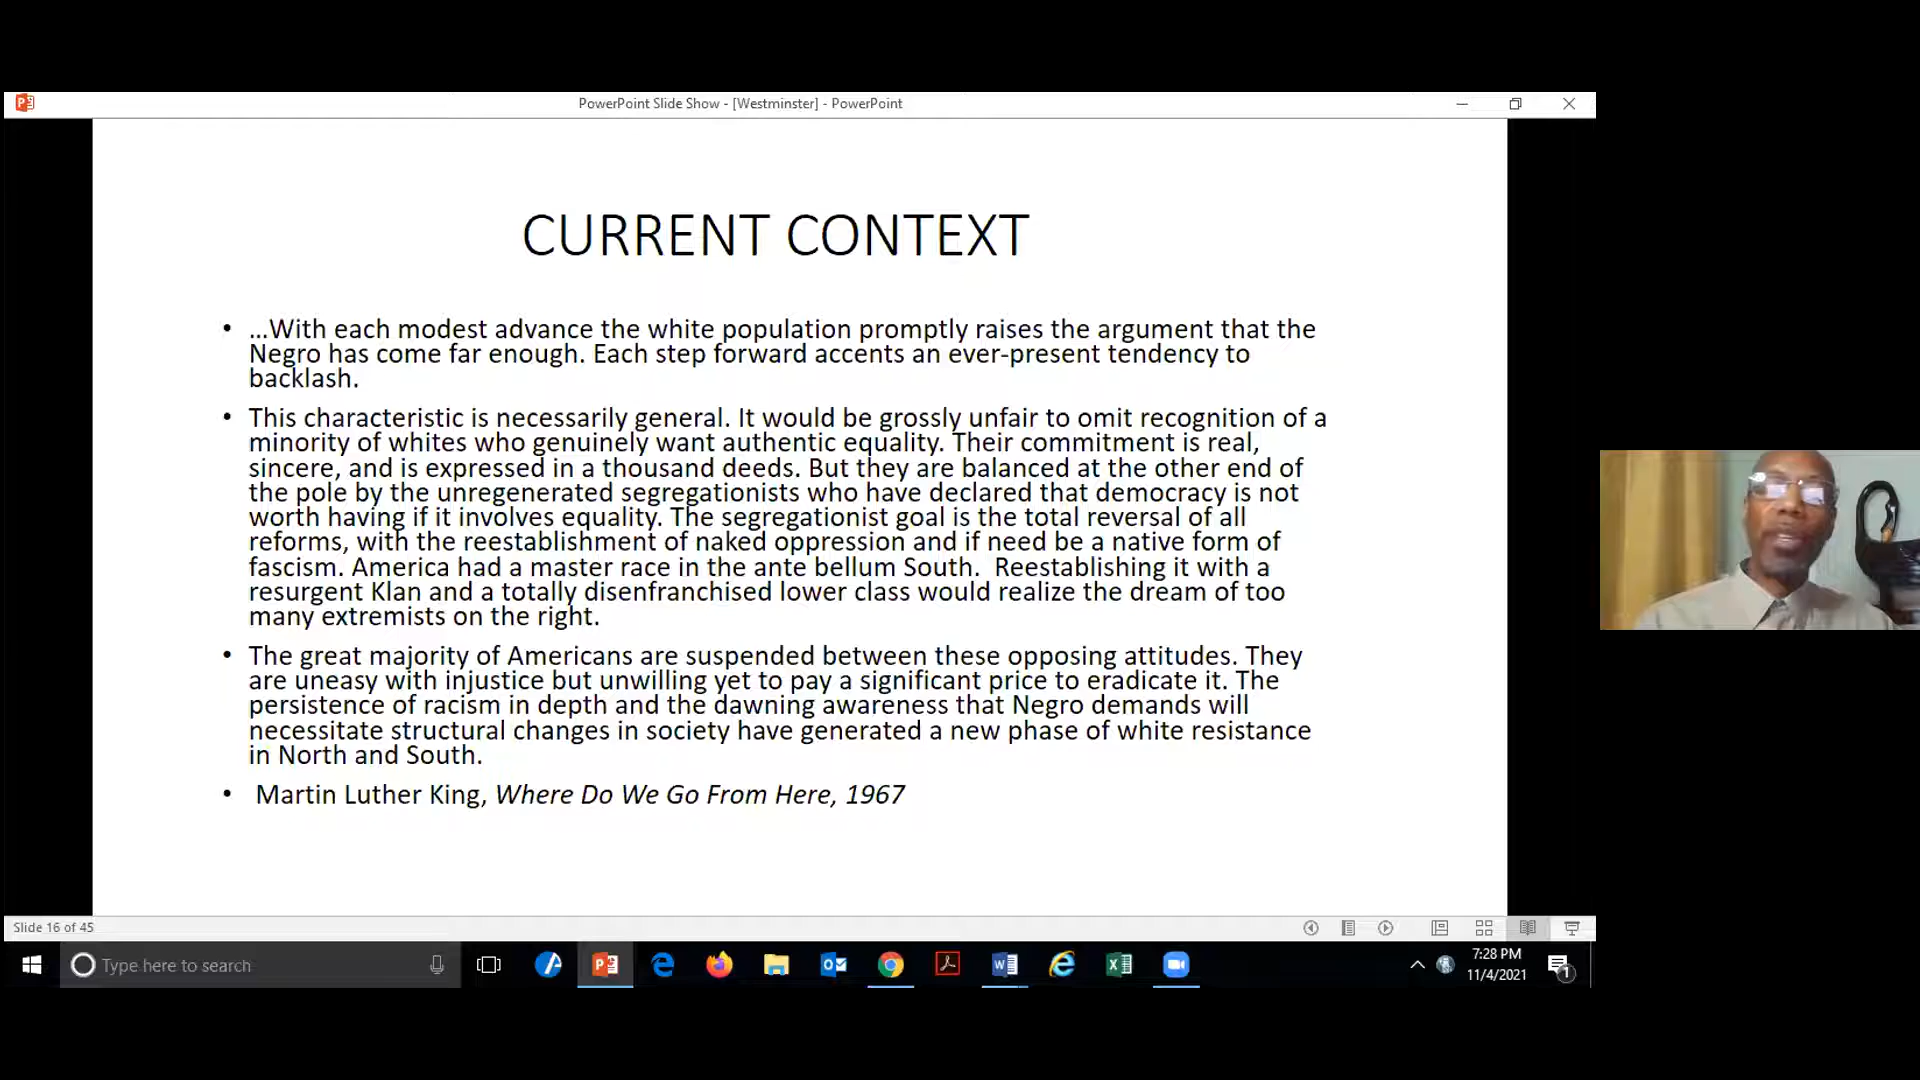 PowerPoint Slide Show - [Westminster] - PowerPoint
CURRENT CONTEXT
• ...With each modest advance the white population promptly raises the argument that the
Negro has come far enough. Each step forward accents an ever-present tendency to
backlash.
• This characteristic is necessarily general. It would be grossly unfair to omit recognition of a
minority of whites who genuinely want authentic equality. Their commitment is real,
sincere, and is expressed in a thousand deeds. But they are balanced at the other end of
the pole by the unregenerated segregationists who have declared that democracy is not
worth having if it involves equality. The segregationist goal is the total reversal of all
reforms, with the reestablishment of naked oppression and if need be a native form of
fascism. America had a master race in the ante bellum South.  Reestablishing it with a
resurgent Klan and a totally disenfranchised lower class would realize the dream of too
many extremists on the right.
• The great majority of Americans are suspended between these opposing attitudes. They
are uneasy with injustice but unwilling yet to pay a significant price to eradicate it. The
persistence of racism in depth and the dawning awareness that Negro demands will
necessitate structural changes in society have generated a new phase of white resistance
in North and South.
• Martin Luther King, Where Do We Go From Here, 1967
Slide 16 of 45
Type here to search
7:28 PM
11/4/2021
1